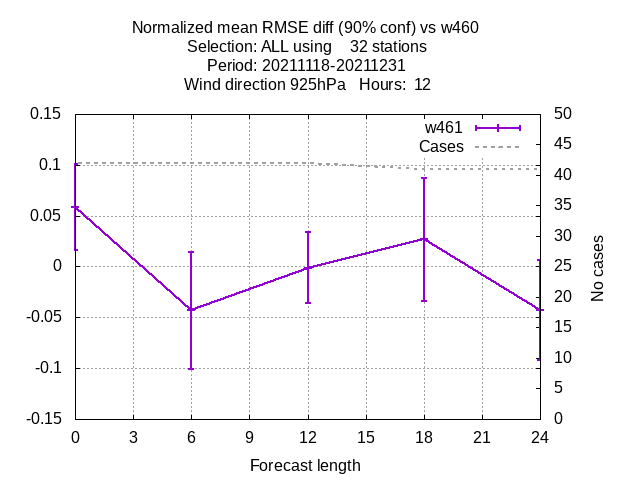 Normalized mean RMSE diff (90% conf) vs w460
Selection: ALL using 32 stations
Period: 20211118-20211231
Wind direction 925hPa Hours: 12
w461
Cases
0.15
0.1
0.05
0
-0.05
-0.1
-0.15
50
45
40
35
30
25
20
15
10
5
0
No cases
0 3 6 9 12 15 18 21 24
Forecast length